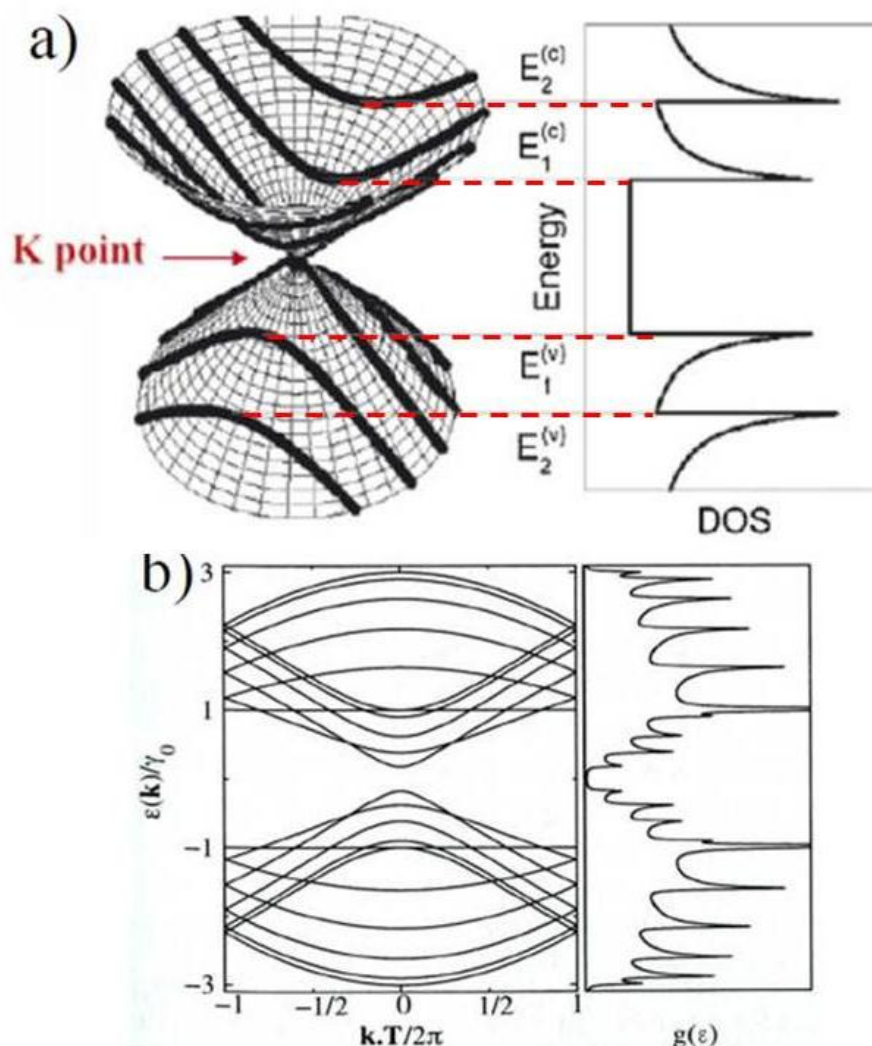 a)
E₂⁽ᶜ⁾
E₁⁽ᶜ⁾
K point
Energy
E₁⁽ᵛ⁾
E₂⁽ᵛ⁾
DOS
b)
3
1
ε(k)/γ₀
-1
-3
-1 -1/2 0 1/2 1
k.T/2π g(ε)